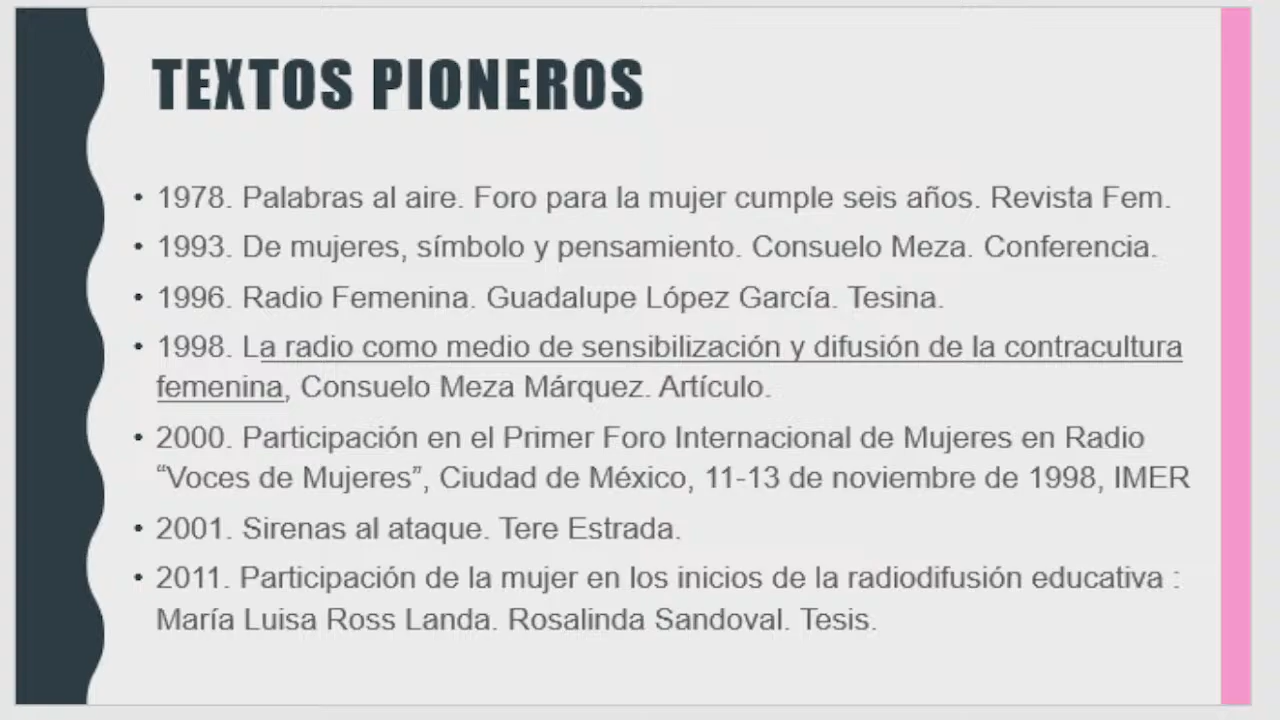 TEXTOS PIONEROS
• 1978. Palabras al aire. Foro para la mujer cumple seis años. Revista Fem.
• 1993. De mujeres, símbolo y pensamiento. Consuelo Meza. Conferencia.
• 1996. Radio Femenina. Guadalupe López García. Tesina.
• 1998. La radio como medio de sensibilización y difusión de la contracultura
femenina, Consuelo Meza Márquez. Artículo.
• 2000. Participación en el Primer Foro Internacional de Mujeres en Radio
“Voces de Mujeres”, Ciudad de México, 11-13 de noviembre de 1998, IMER
• 2001. Sirenas al ataque. Tere Estrada.
• 2011. Participación de la mujer en los inicios de la radiodifusión educativa :
María Luisa Ross Landa. Rosalinda Sandoval. Tesis.